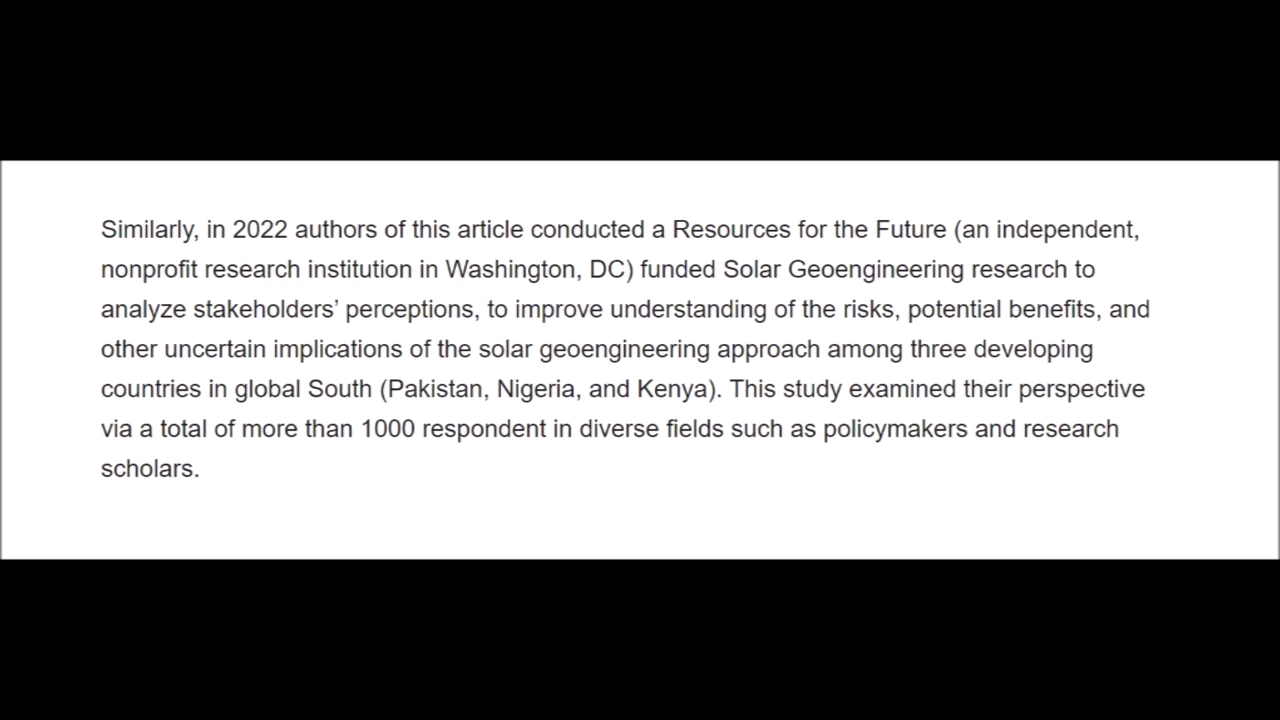 Similarly, in 2022 authors of this article conducted a Resources for the Future (an independent,
nonprofit research institution in Washington, DC) funded Solar Geoengineering research to
analyze stakeholders’ perceptions, to improve understanding of the risks, potential benefits, and
other uncertain implications of the solar geoengineering approach among three developing
countries in global South (Pakistan, Nigeria, and Kenya). This study examined their perspective
via a total of more than 1000 respondent in diverse fields such as policymakers and research
scholars.